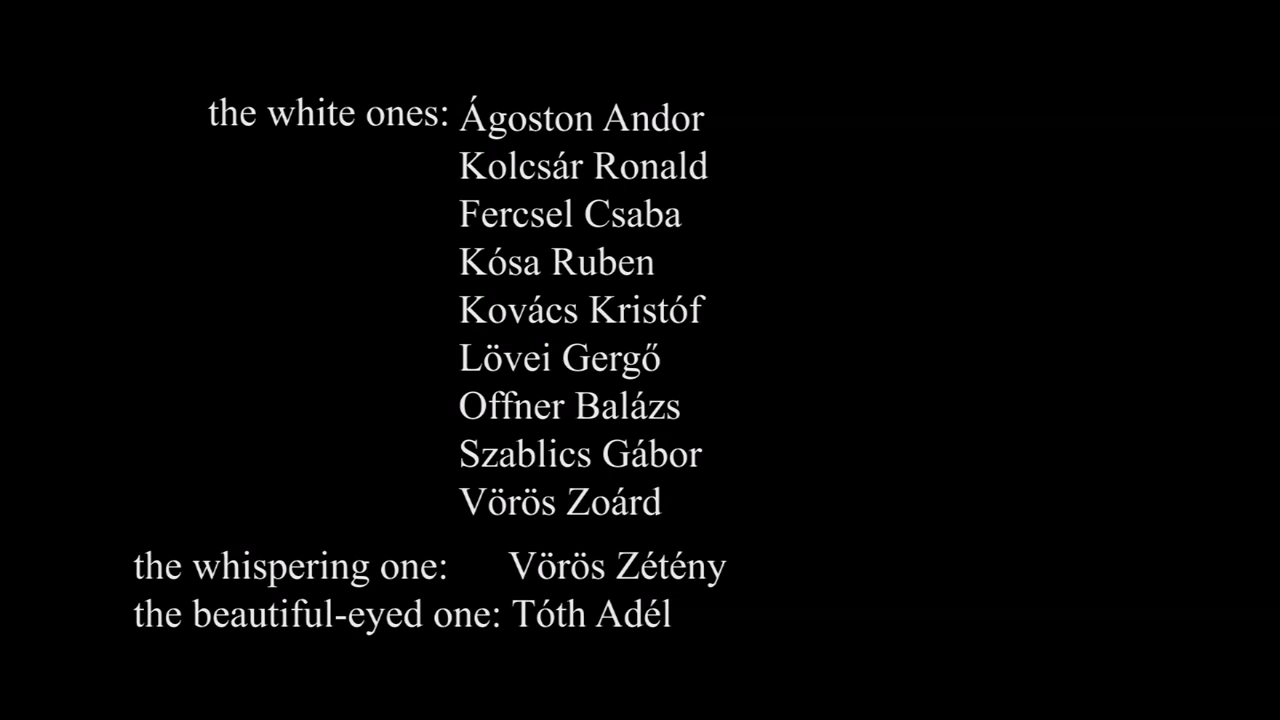 the white ones: Ágoston Andor
Kolcsár Ronald
Fercsel Csaba
Kósa Ruben
Kovács Kristóf
Lövei Gergő
Offner Balázs
Szablics Gábor
Vörös Zoárd
the whispering one: Vörös Zétény
the beautiful-eyed one: Tóth Adél